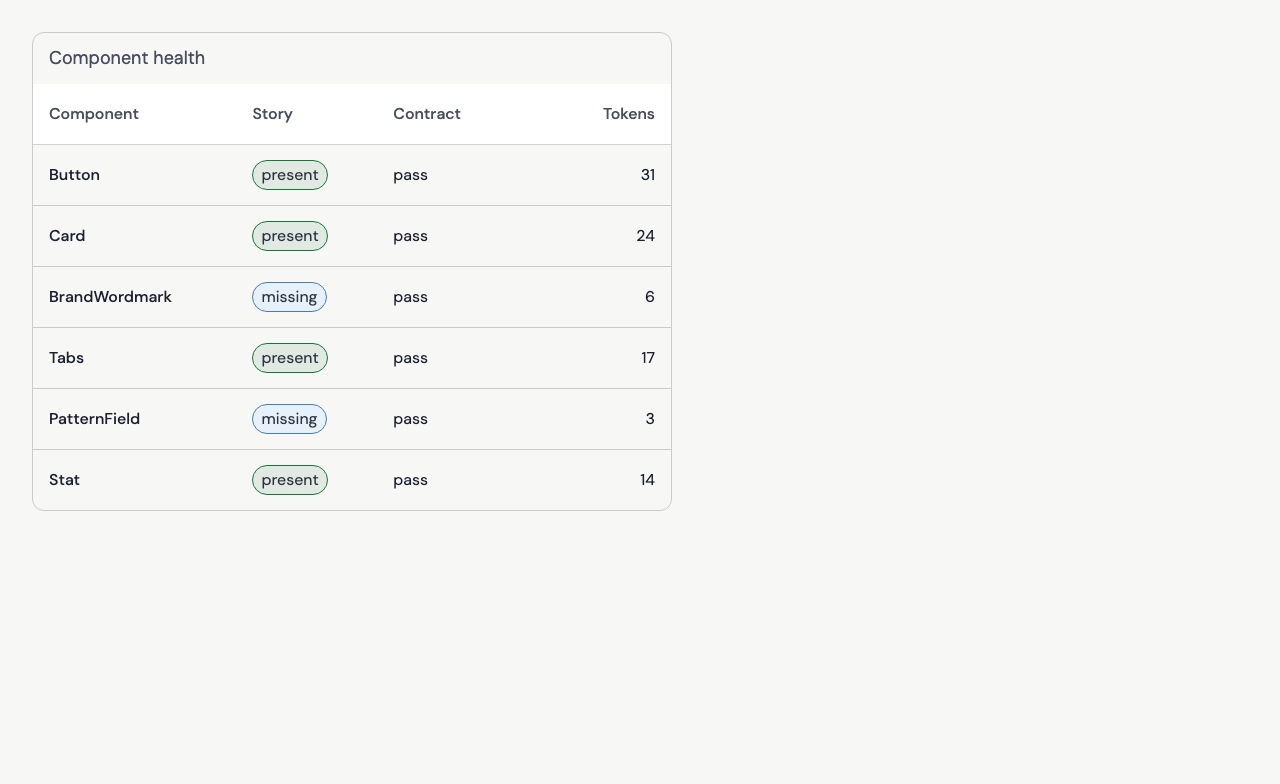 Component health
Component Story Contract Tokens
Button present pass 31
Card present pass 24
BrandWordmark missing pass 6
Tabs present pass 17
PatternField missing pass 3
Stat present pass 14